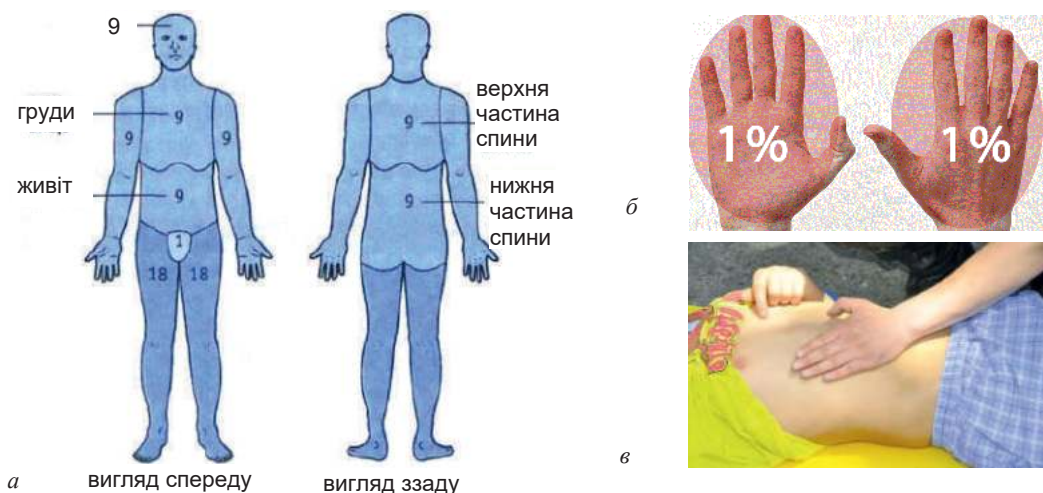 9
груди
9
9
9
живіт
9
1
18
18
верхня
частина
спини
9
нижня
частина
спини
9
а
вигляд спереду
вигляд ззаду
1%
1%
б
в